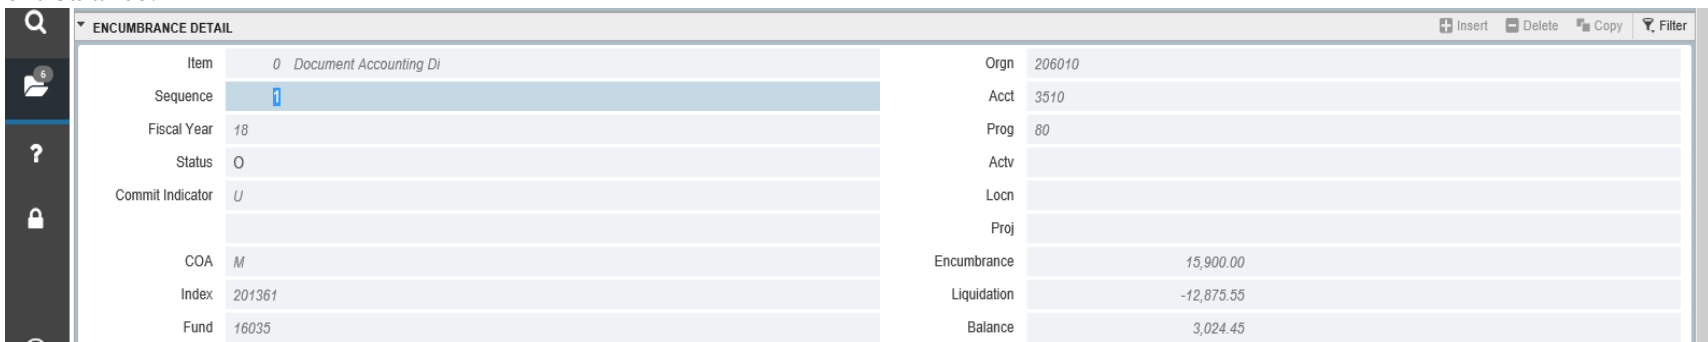 ENCUMBRANCE DETAIL
Insert Delete Copy Filter
6
?
Item 0 Document Accounting Di
Sequence 1
Fiscal Year 18
Status O
Commit Indicator U
COA M
Index 201361
Fund 16035
Orgn 206010
Acct 3510
Prog 80
Actv
Locn
Proj
Encumbrance 15,900.00
Liquidation -12,875.55
Balance 3,024.45